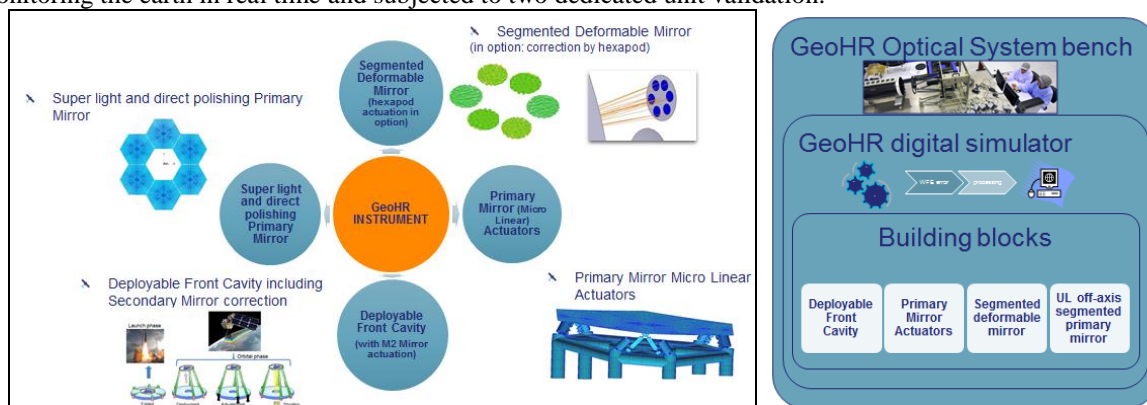 onitoring the earth in real time and subjected to two dedicated unit validation.
Segmented Deformable Mirror
(in option: correction by hexapod)
Super light and direct polishing Primary
Mirror
Segmented
Deformable
Mirror
(hexapod
actuation in
option)
Super light
and direct
polishing
Primary
Mirror
GeoHR
INSTRUMENT
Primary
Mirror (Micro
Linear)
Actuators
Deployable Front Cavity including
Secondary Mirror correction
Launch phase
Orbital phase
Deployable
Front Cavity
(with M2 Mirror
actuation)
Primary Mirror Micro Linear
Actuators
GeoHR Optical System bench
GeoHR digital simulator
WFE error
processing
Building blocks
Deployable
Front
Cavity
Primary
Mirror
Actuators
Segmented
deformable
mirror
UL off-axis
segmented
primary
mirror